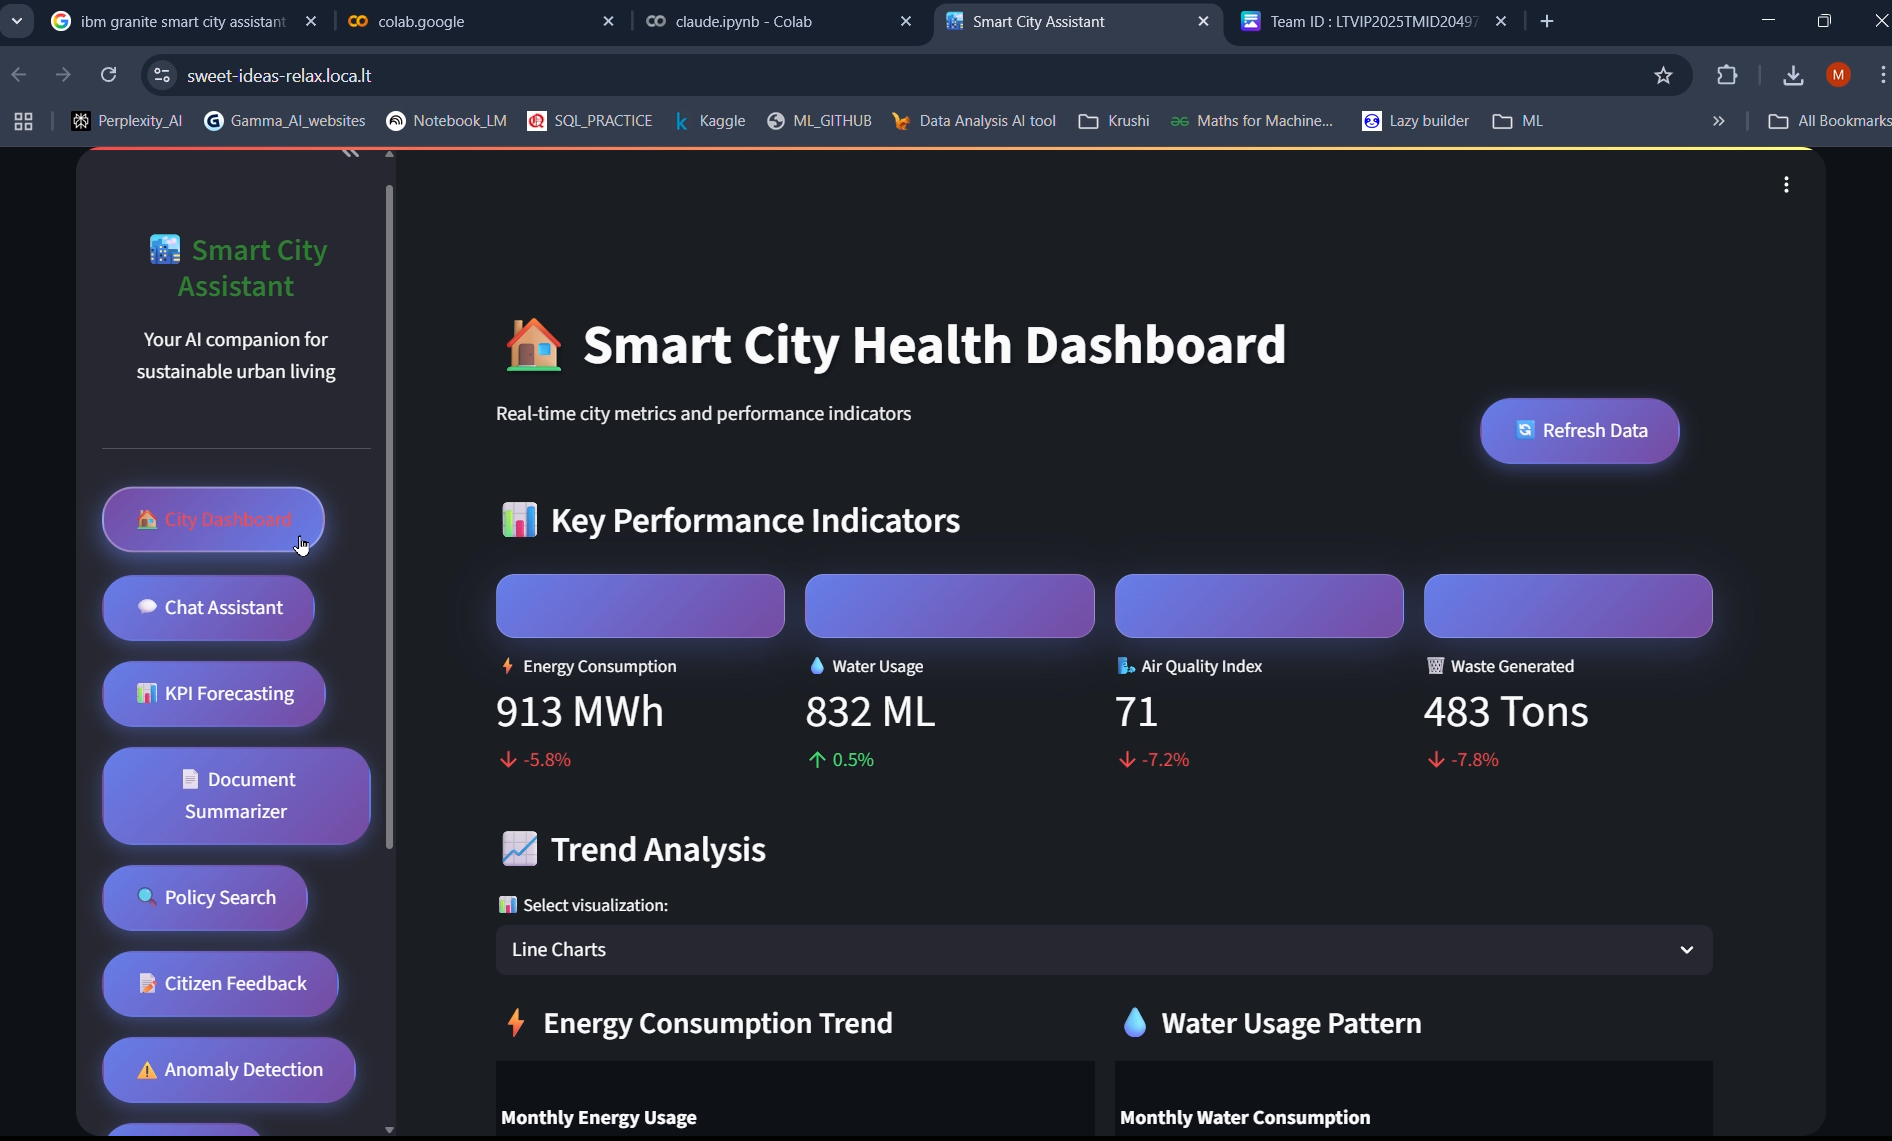 ibm granite smart city assistant
colab.google
claude.ipynb - Colab
Smart City Assistant
Team ID : LTVIP2025TMID20497
sweet-ideas-relax.loca.lt
M
Perplexity_AI
Gamma_AI_websites
Notebook_LM
SQL_PRACTICE
Kaggle
ML_GITHUB
Data Analysis AI tool
Krushi
Maths for Machine...
Lazy builder
ML
All Bookmarks
Smart City
Assistant
Your AI companion for
sustainable urban living
City Dashboard
Chat Assistant
KPI Forecasting
Document
Summarizer
Policy Search
Citizen Feedback
Anomaly Detection
Smart City Health Dashboard
Real-time city metrics and performance indicators
Refresh Data
Key Performance Indicators
Energy Consumption
913 MWh
-5.8%
Water Usage
832 ML
0.5%
Air Quality Index
71
-7.2%
Waste Generated
483 Tons
-7.8%
Trend Analysis
Select visualization:
Line Charts
Energy Consumption Trend
Water Usage Pattern
Monthly Energy Usage
Monthly Water Consumption